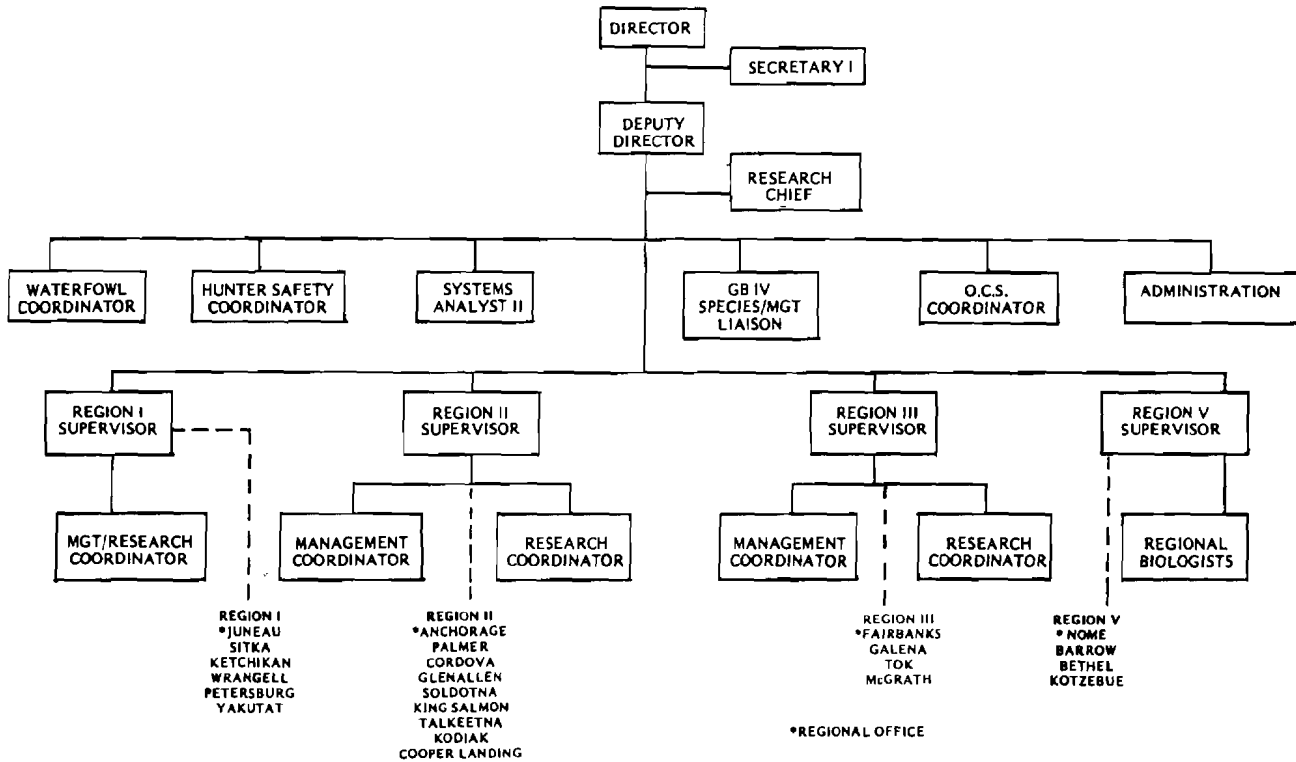 DIRECTOR
SECRETARY I
DEPUTY
DIRECTOR
RESEARCH
CHIEF
WATERFOWL
COORDINATOR
HUNTER SAFETY
COORDINATOR
SYSTEMS
ANALYST II
GB IV
SPECIES/MGT
LIAISON
O.C.S.
COORDINATOR
ADMINISTRATION
REGION I
SUPERVISOR
REGION II
SUPERVISOR
REGION III
SUPERVISOR
REGION V
SUPERVISOR
MGT/RESEARCH
COORDINATOR
MANAGEMENT
COORDINATOR
RESEARCH
COORDINATOR
MANAGEMENT
COORDINATOR
RESEARCH
COORDINATOR
REGIONAL
BIOLOGISTS
REGION I
*JUNEAU
SITKA
KETCHIKAN
WRANGELL
PETERSBURG
YAKUTAT
REGION II
*ANCHORAGE
PALMER
CORDOVA
GLENALLEN
SOLDOTNA
KING SALMON
TALKEETNA
KODIAK
COOPER LANDING
REGION III
*FAIRBANKS
GALENA
TOK
McGRATH
REGION V
* NOME
BARROW
BETHEL
KOTZEBUE
*REGIONAL OFFICE